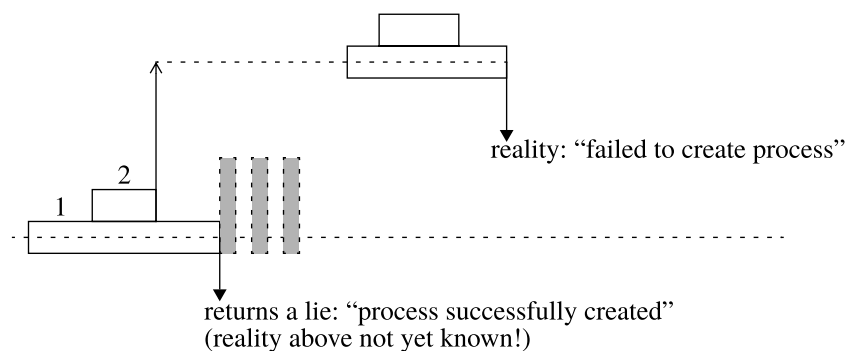 reality: “failed to create process”
2
1
returns a lie: “process successfully created”
(reality above not yet known!)